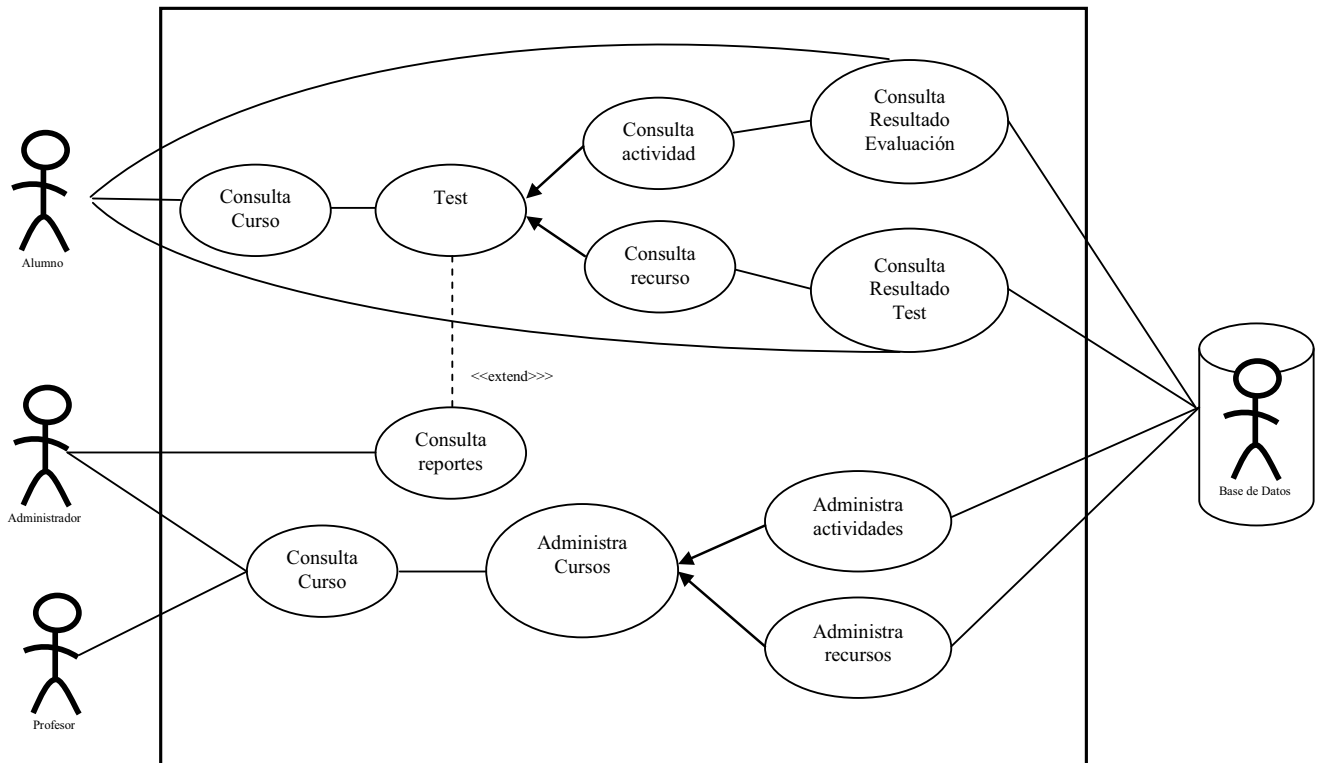 Consulta
Resultado
Evaluación
Consulta
actividad
Consulta
Curso
Test
Alumno
Consulta
recurso
Consulta
Resultado
Test
<<extend>>>
Consulta
reportes
Administrador
Base de Datos
Administra
actividades
Administra
Cursos
Consulta
Curso
Administra
recursos
Profesor